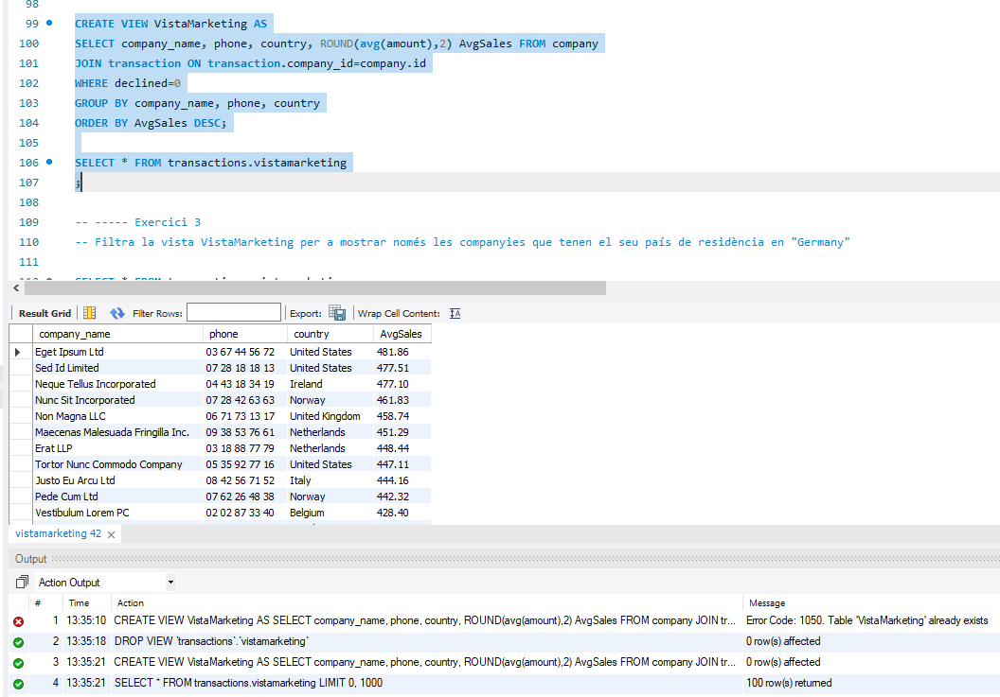 98
99 CREATE VIEW VistaMarketing AS
100 SELECT company_name, phone, country, ROUND(avg(amount),2) AvgSales FROM company
101 JOIN transaction ON transaction.company_id=company.id
102 WHERE declined=0
103 GROUP BY company_name, phone, country
104 ORDER BY AvgSales DESC;
105
106 SELECT * FROM transactions.vistamarketing
107 ;
108
109 -- ----- Exercici 3
110 -- Filtra la vista VistaMarketing per a mostrar només les companyies que tenen el seu país de residència en "Germany"
111
Result Grid Filter Rows: Export: Wrap Cell Content: IA
company_name phone country AvgSales
Eget Ipsum Ltd 03 67 44 56 72 United States 481.86
Sed Id Limited 07 28 18 18 13 United States 477.51
Neque Tellus Incorporated 04 43 18 34 19 Ireland 477.10
Nunc Sit Incorporated 07 28 42 63 63 Norway 461.83
Non Magna LLC 06 71 73 13 17 United Kingdom 458.74
Maecenas Malesuada Fringilla Inc. 09 38 53 76 61 Netherlands 451.29
Erat LLP 03 18 88 77 79 Netherlands 448.44
Tortor Nunc Commodo Company 05 35 92 77 16 United States 447.11
Justo Eu Arcu Ltd 08 42 56 71 52 Italy 444.16
Pede Cum Ltd 07 62 26 48 38 Norway 442.32
Vestibulum Lorem PC 02 02 87 33 40 Belgium 428.40
vistamarketing 42
Output
Action Output
# Time Action Message
1 13:35:10 CREATE VIEW VistaMarketing AS SELECT company_name, phone, country, ROUND(avg(amount),2) AvgSales FROM company JOIN tr... Error Code: 1050. Table 'VistaMarketing' already exists
2 13:35:18 DROP VIEW `transactions`.`vistamarketing` 0 row(s) affected
3 13:35:21 CREATE VIEW VistaMarketing AS SELECT company_name, phone, country, ROUND(avg(amount),2) AvgSales FROM company JOIN tr... 0 row(s) affected
4 13:35:21 SELECT * FROM transactions.vistamarketing LIMIT 0, 1000 100 row(s) returned